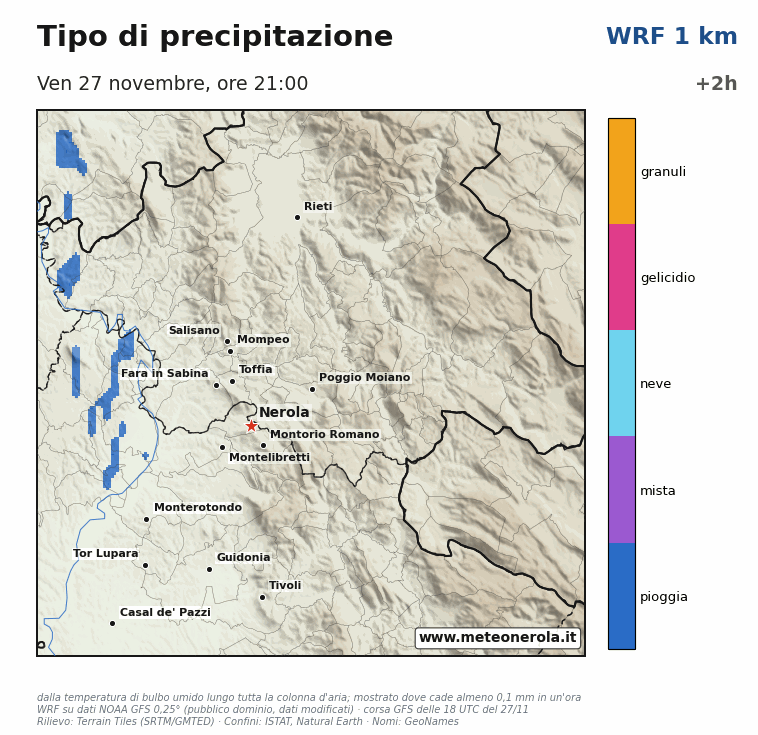 Tipo di precipitazione
WRF 1 km
Ven 27 novembre, ore 21:00
+2h
granuli
gelicidio
neve
mista
pioggia
Rieti
Salisano
Mompeo
Fara in Sabina
Toffia
Poggio Moiano
Nerola
Montorio Romano
Montelibretti
Monterotondo
Tor Lupara
Guidonia
Tivoli
Casal de' Pazzi
www.meteonerola.it
dalla temperatura di bulbo umido lungo tutta la colonna d'aria; mostrato dove cade almeno 0,1 mm in un'ora
WRF su dati NOAA GFS 0,25° (pubblico dominio, dati modificati) · corsa GFS delle 18 UTC del 27/11
Rilievo: Terrain Tiles (SRTM/GMTED) · Confini: ISTAT, Natural Earth · Nomi: GeoNames